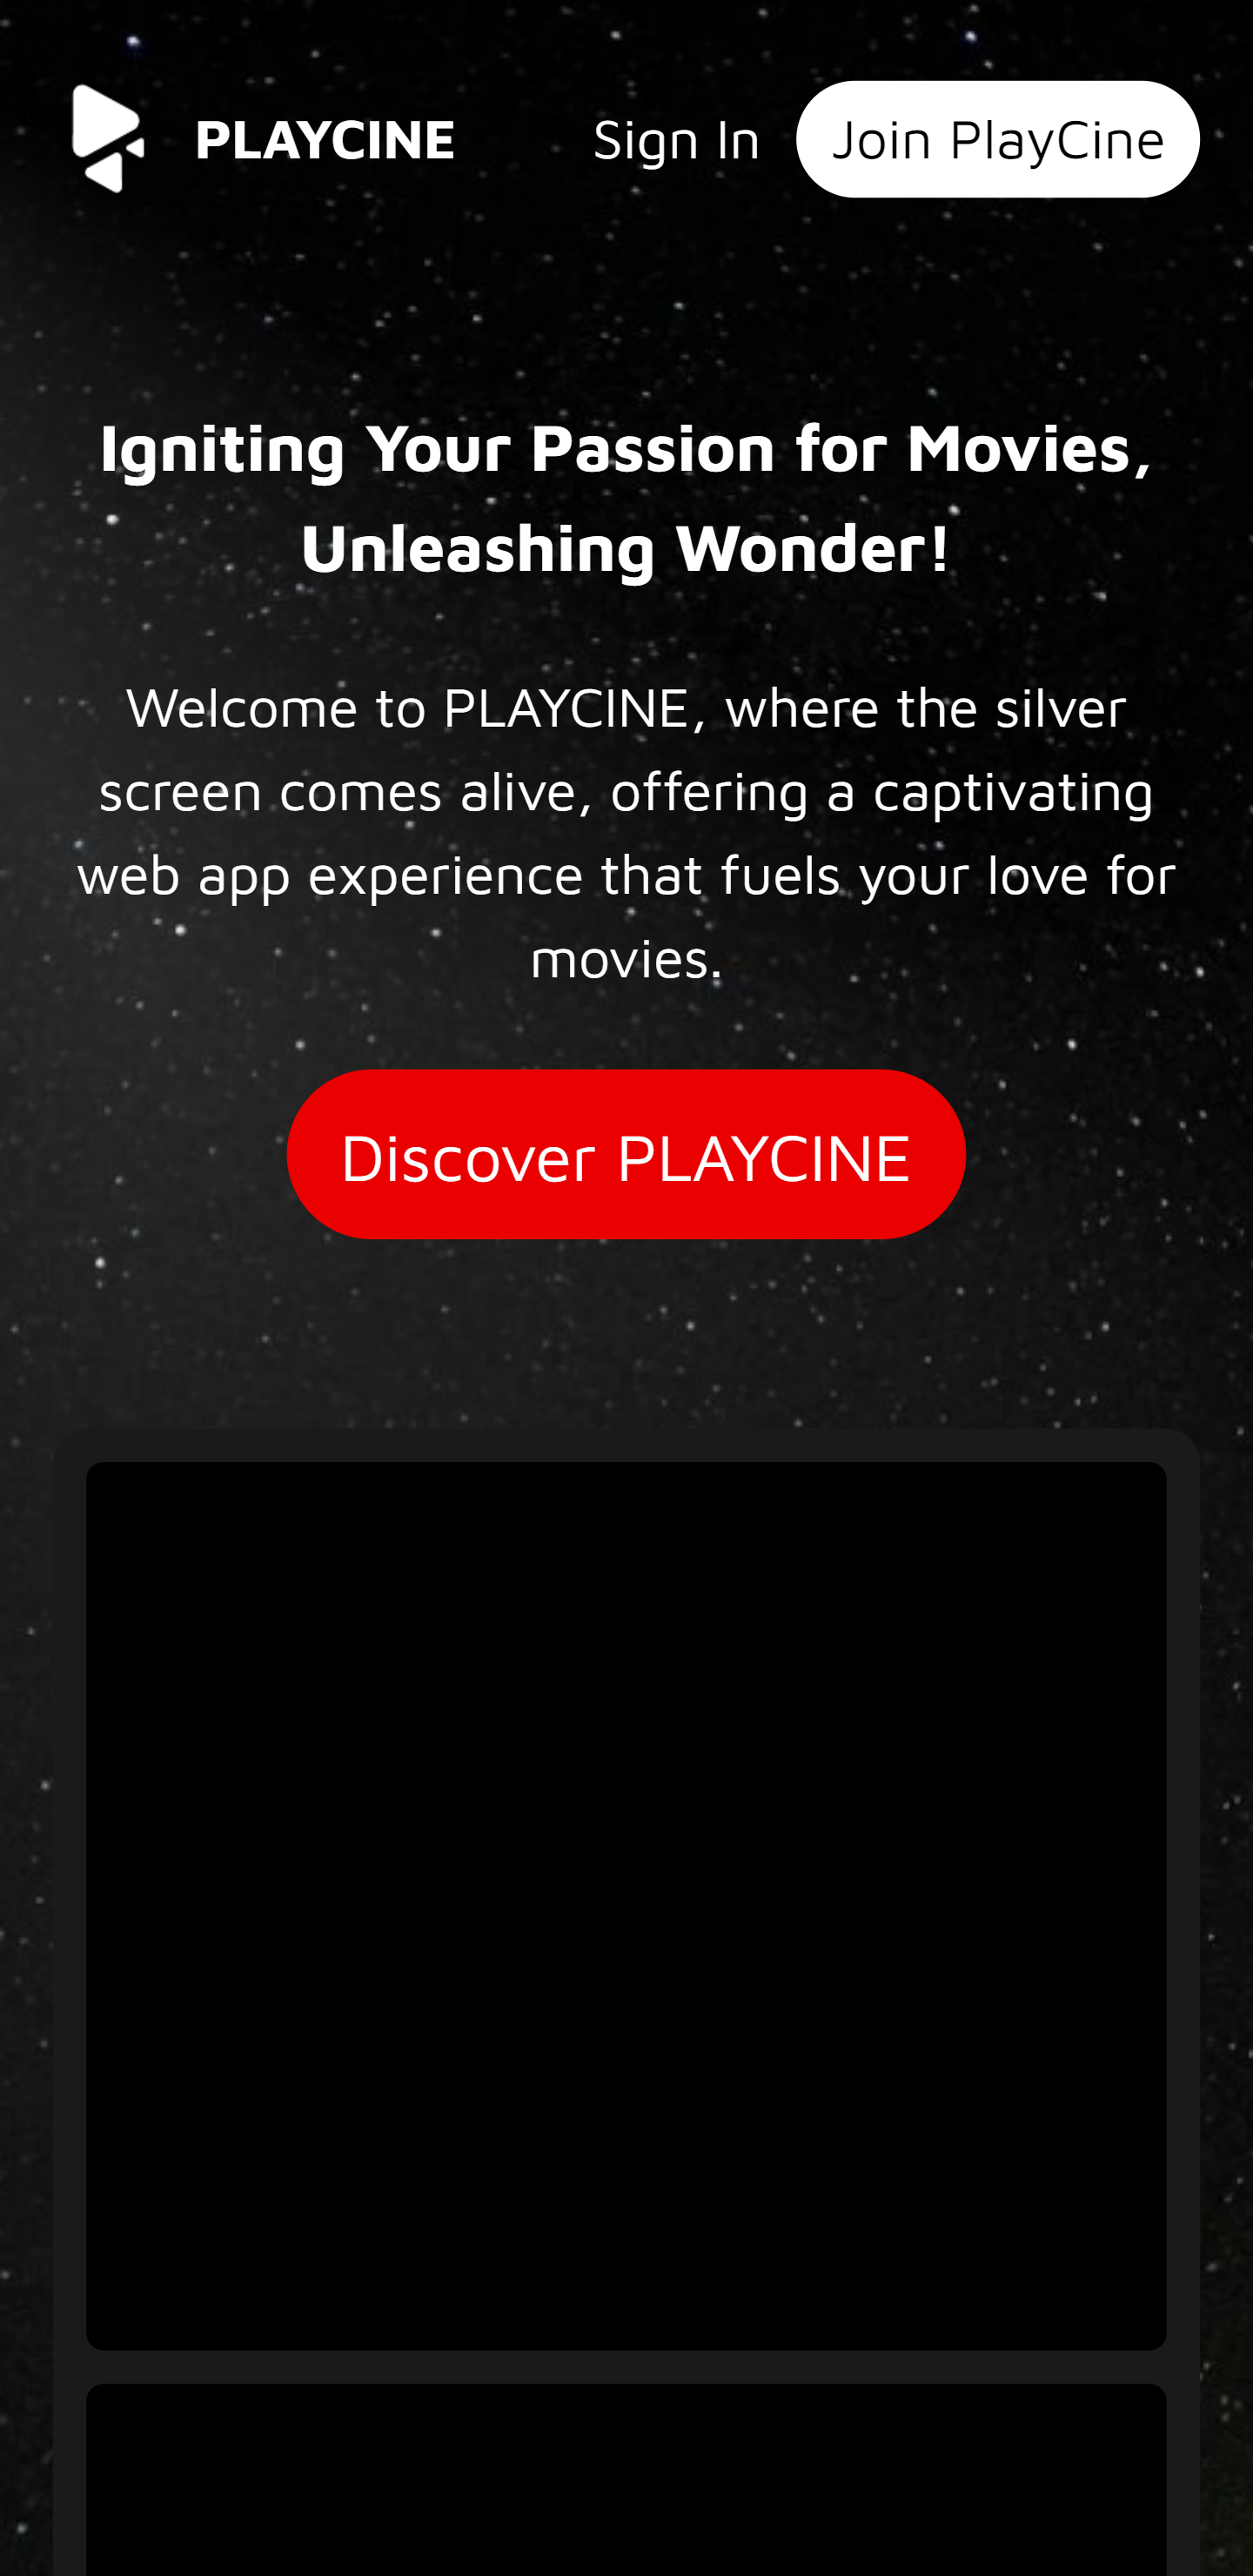 PLAYCINE
Sign In
Join PlayCine
Igniting Your Passion for Movies,
Unleashing Wonder!
Welcome to PLAYCINE, where the silver
screen comes alive, offering a captivating
web app experience that fuels your love for
movies.
Discover PLAYCINE